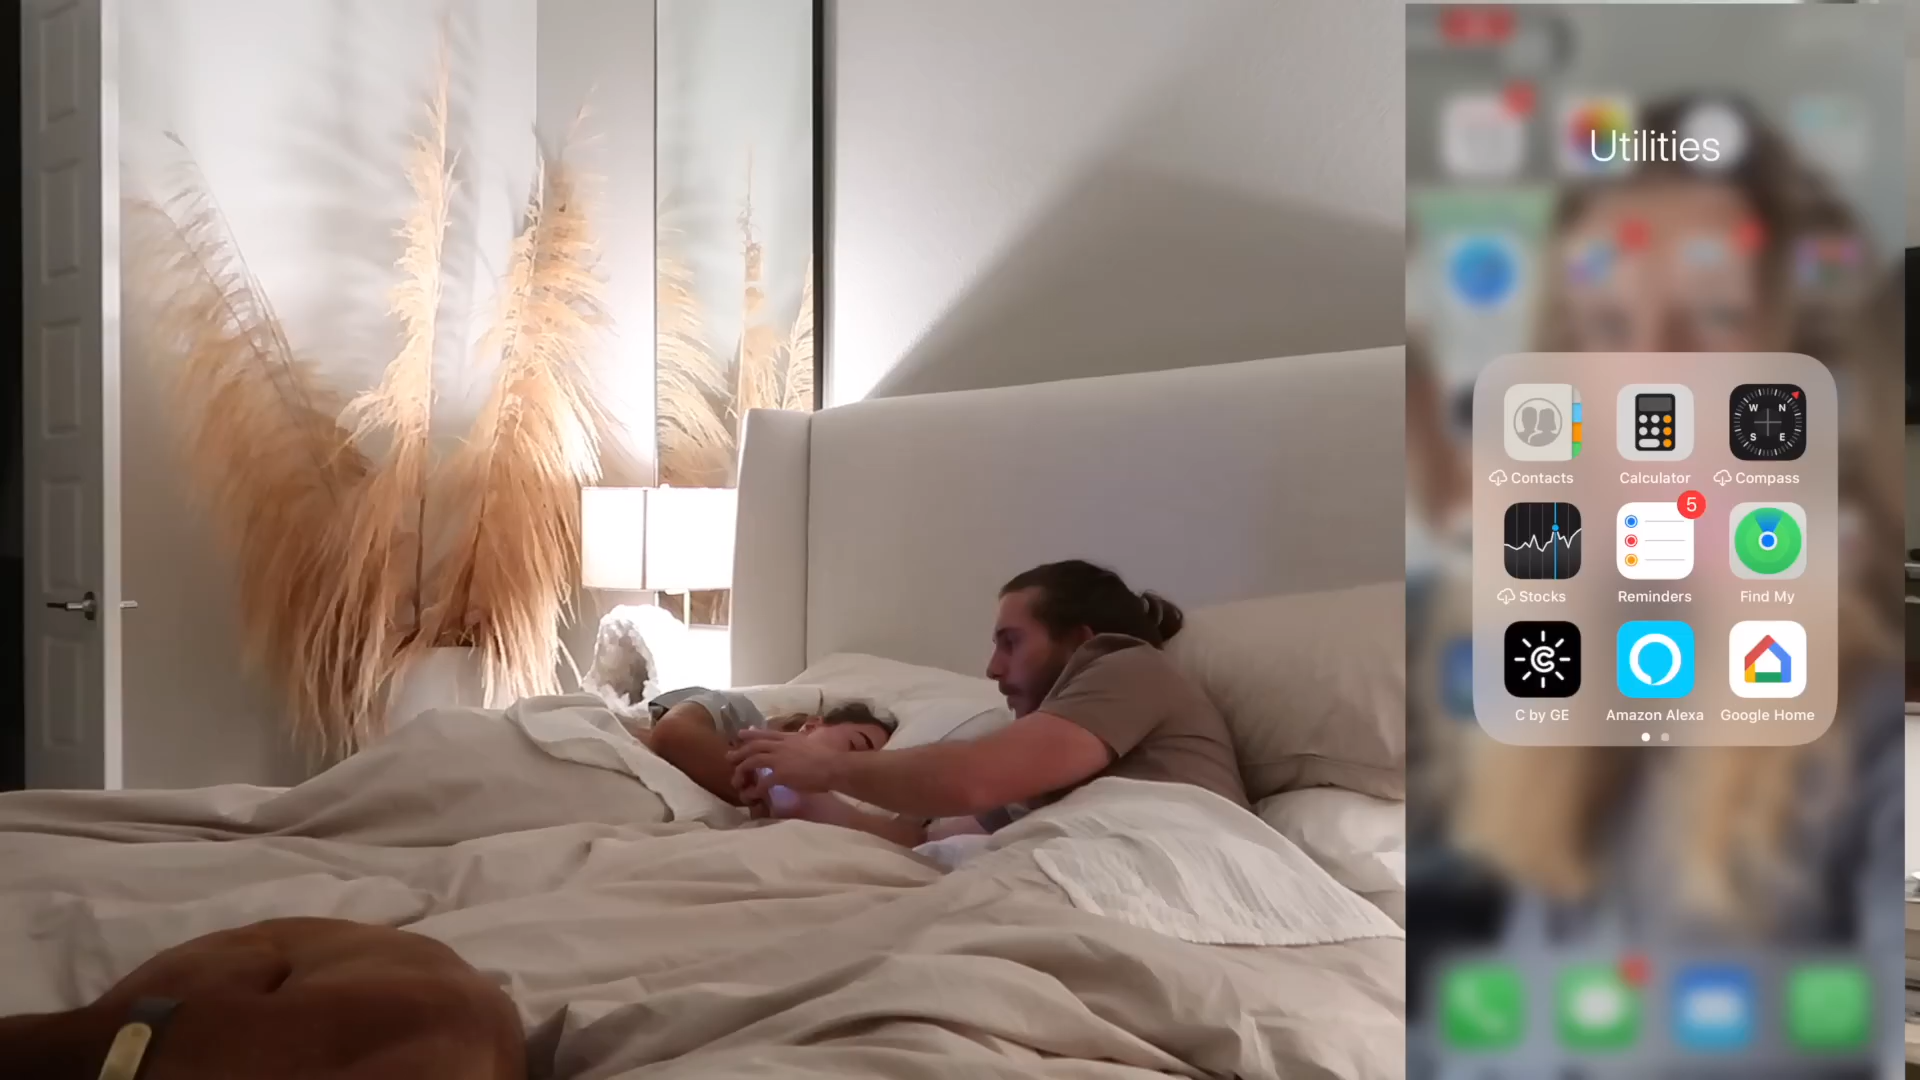 Utilities
Contacts
Calculator
W N
S E
Compass
Stocks
5
Reminders
Find My
C
C by GE
Amazon Alexa
Google Home